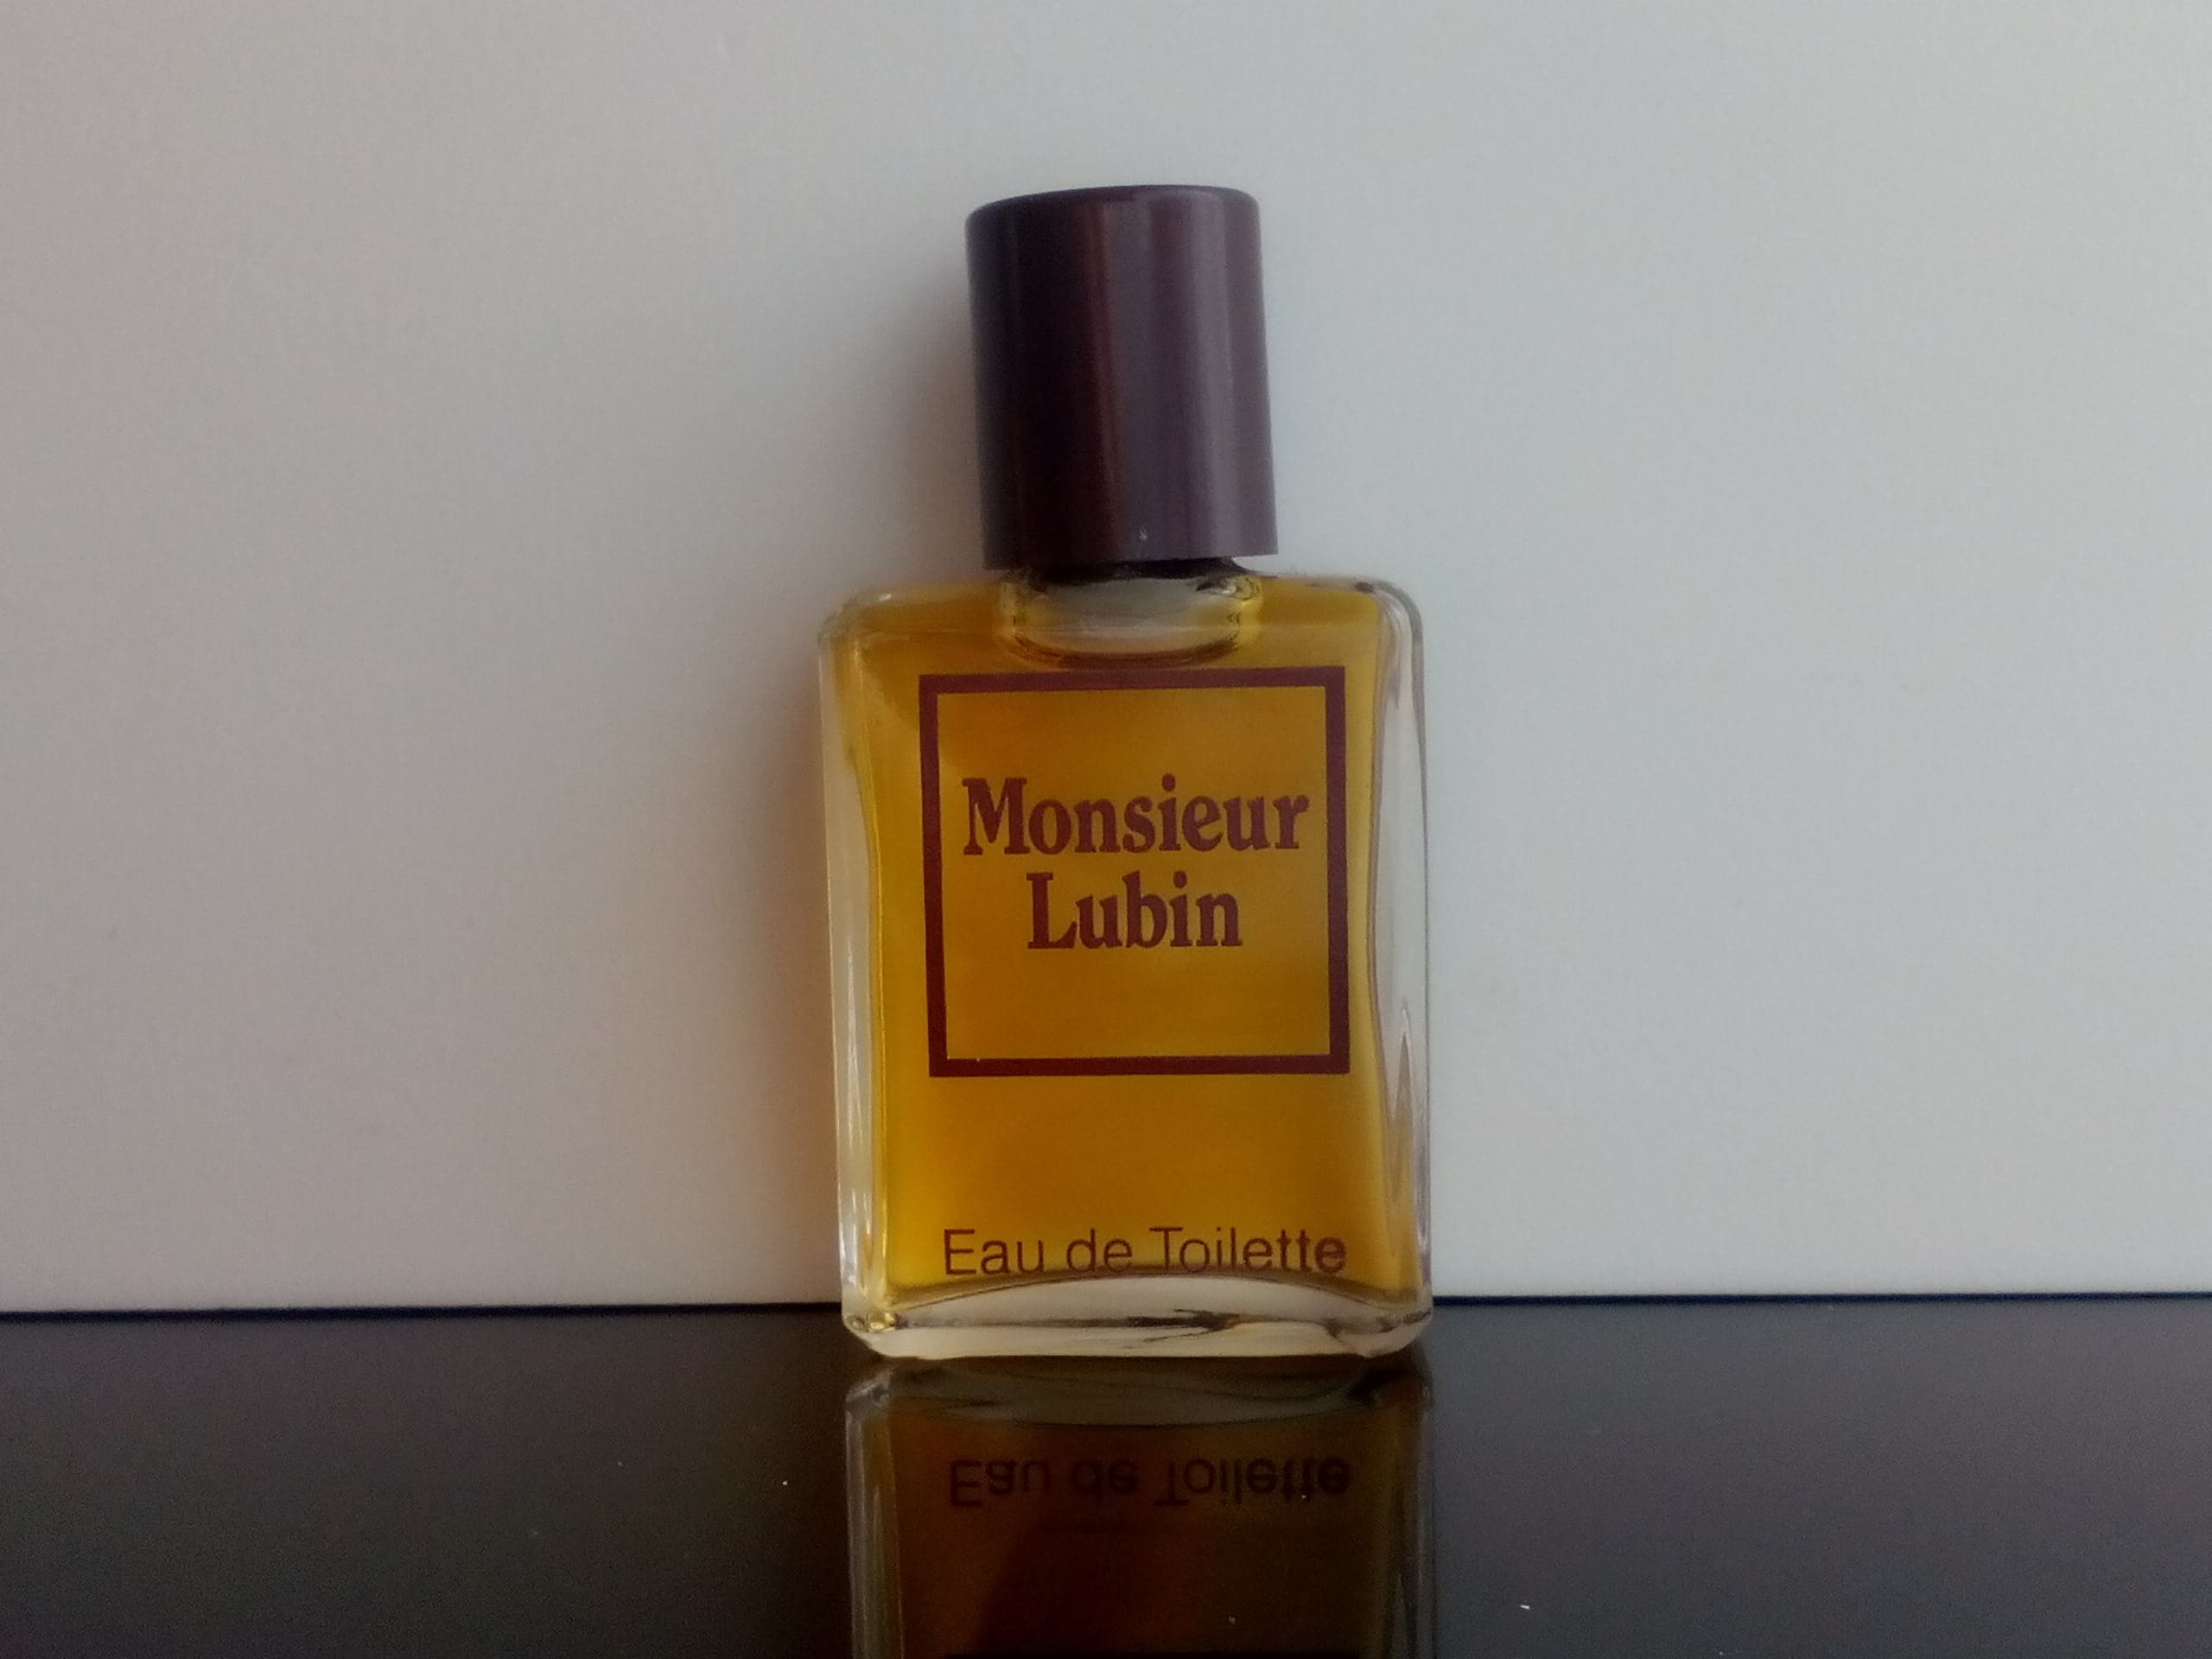 Monsieur
Lubin
Eau de Toilette